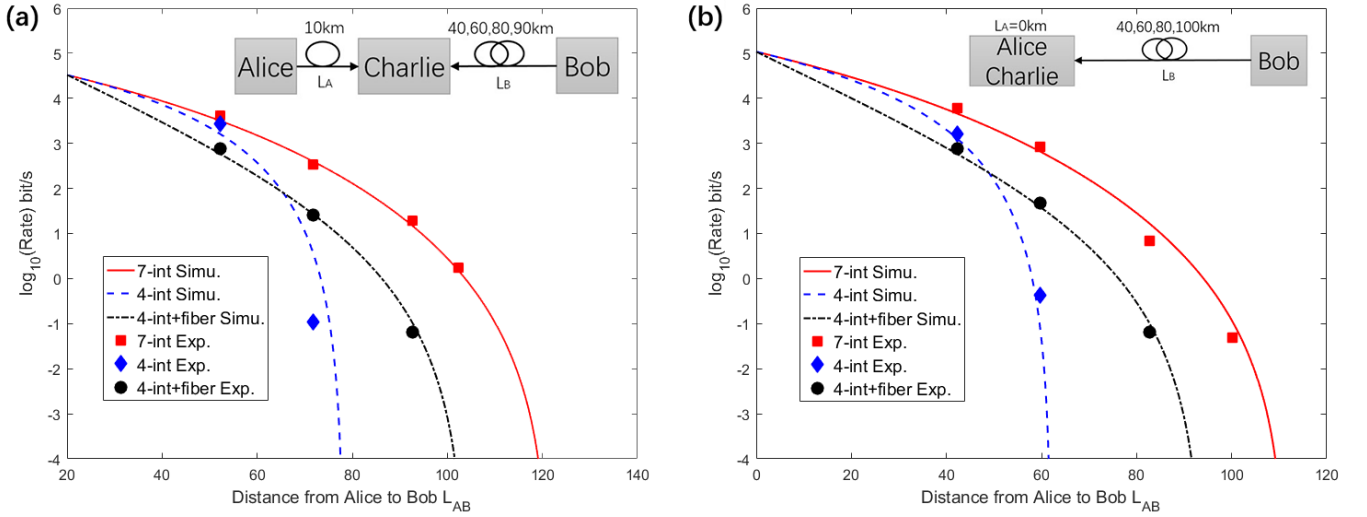 (a)
10km
40,60,80,90km
Alice
Charlie
Bob
LA
LB
6
5
4
3
2
1
0
-1
-2
-3
-4
log10(Rate) bit/s
7-int Simu.
4-int Simu.
4-int+fiber Simu.
7-int Exp.
4-int Exp.
4-int+fiber Exp.
20
40
60
80
100
120
140
Distance from Alice to Bob LAB
(b)
LA=0km
40,60,80,100km
Alice
Charlie
Bob
LB
6
5
4
3
2
1
0
-1
-2
-3
-4
log10(Rate) bit/s
7-int Simu.
4-int Simu.
4-int+fiber Simu.
7-int Exp.
4-int Exp.
4-int+fiber Exp.
0
20
40
60
80
100
120
Distance from Alice to Bob LAB